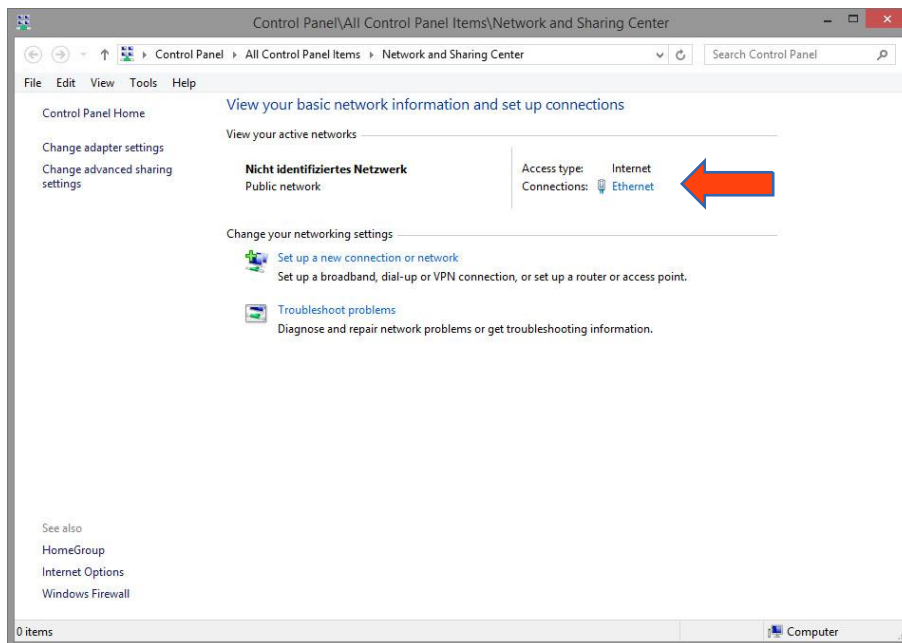 Control Panel\All Control Panel Items\Network and Sharing Center
Control Panel All Control Panel Items Network and Sharing Center
Search Control Panel
File Edit View Tools Help
Control Panel Home
Change adapter settings
Change advanced sharing
settings
View your basic network information and set up connections
View your active networks
Nicht identifiziertes Netzwerk
Public network
Access type: Internet
Connections: Ethernet
Change your networking settings
Set up a new connection or network
Set up a broadband, dial-up or VPN connection, or set up a router or access point.
Troubleshoot problems
Diagnose and repair network problems or get troubleshooting information.
See also
HomeGroup
Internet Options
Windows Firewall
0 items
Computer